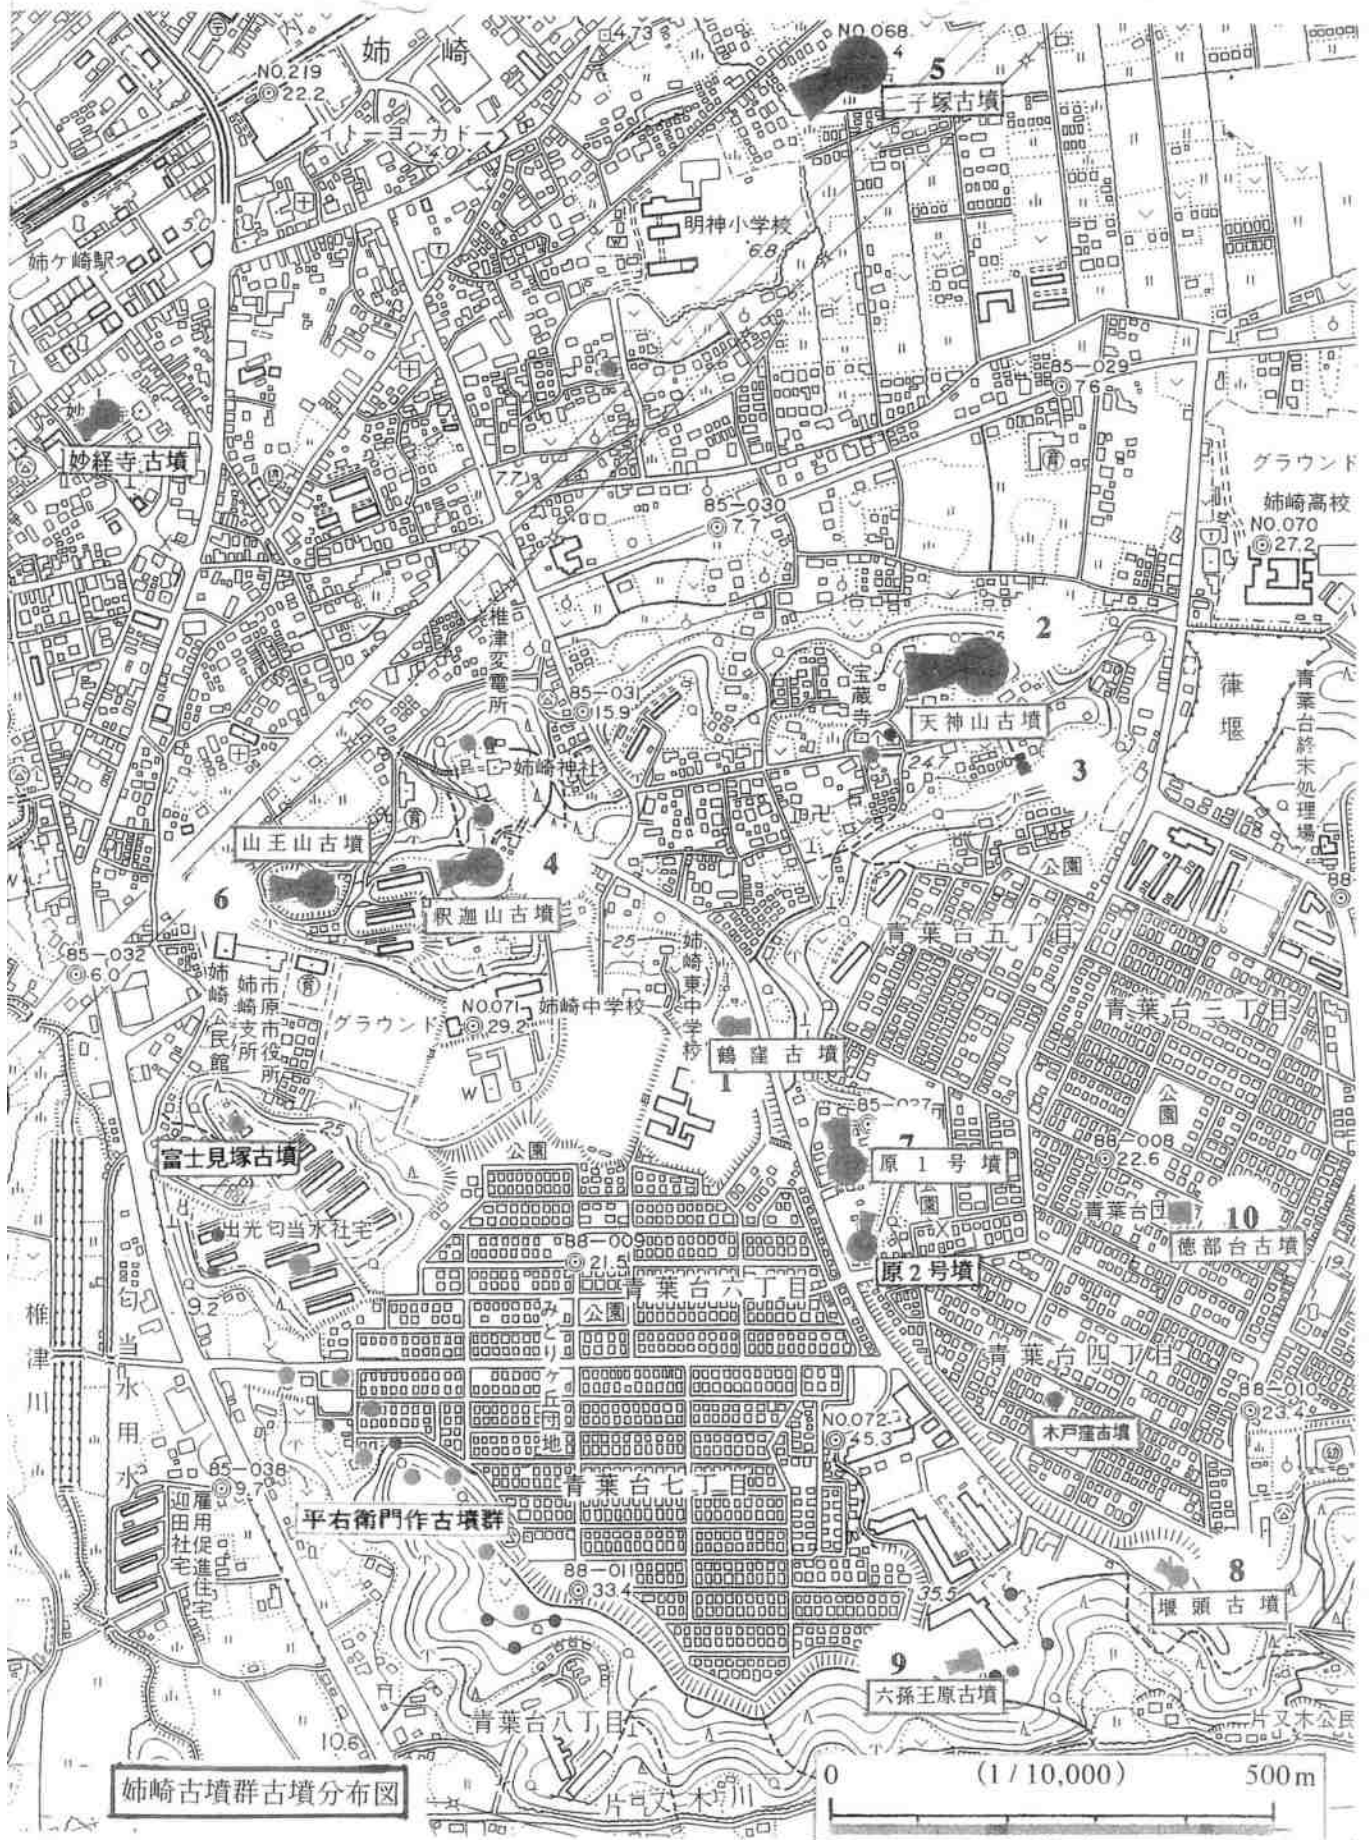 姉崎
4.73
NO.068
5
二子塚古墳
NO.219
22.2
イトーヨーカドー
4.0
明神小学校
6.8
5.0
姉ケ崎駅
85-029
7.6
妙経寺古墳
7.7
85-030
7.7
グラウンド
姉崎高校
NO.070
27.2
椎津変電所
2
宝蔵寺
天神山古墳
24.7
85-031
15.9
姉崎神社
3
青葉台終末処理場
公園
山王山古墳
6
4
釈迦山古墳
青葉台五丁目
85-032
6.0
姉崎公民館
市原市役所
姉崎支所
グラウンド
NO.071
29.2
姉崎中学校
25
姉崎東中学校
青葉台三丁目
鶴窪古墳
1
公園
W
85-037
7
原1号墳
公園
88-008
22.6
25
富士見塚古墳
公園
青葉台団
10
徳部台古墳
出光匂当水社宅
88-009
21.5
原2号墳
19.
青葉台六丁目
公園
9.2
椎津川
匂当水用水
みどりヶ丘団地
青葉台四丁目
88-010
23.4
NO.072
45.3
木戸窪古墳
85-038
9.7
青葉台七丁目
平右衛門作古墳群
雇用促進住宅
迎田社宅
88-011
33.4
35.5
8
堰頭古墳
9
六孫王原古墳
青葉台八丁目
片又木公民
10.6
姉崎古墳群古墳分布図
片又木川
0 (1/10,000) 500m